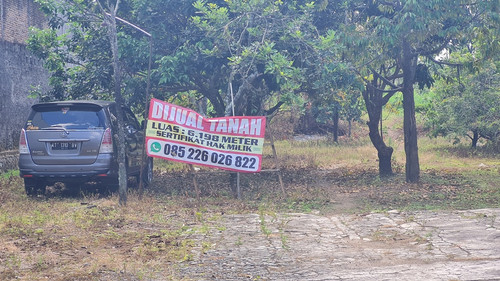 DIJUAL TANAH
LUAS : 6.198 METER
SERTIFIKAT HAK MILIK
085 226 026 822